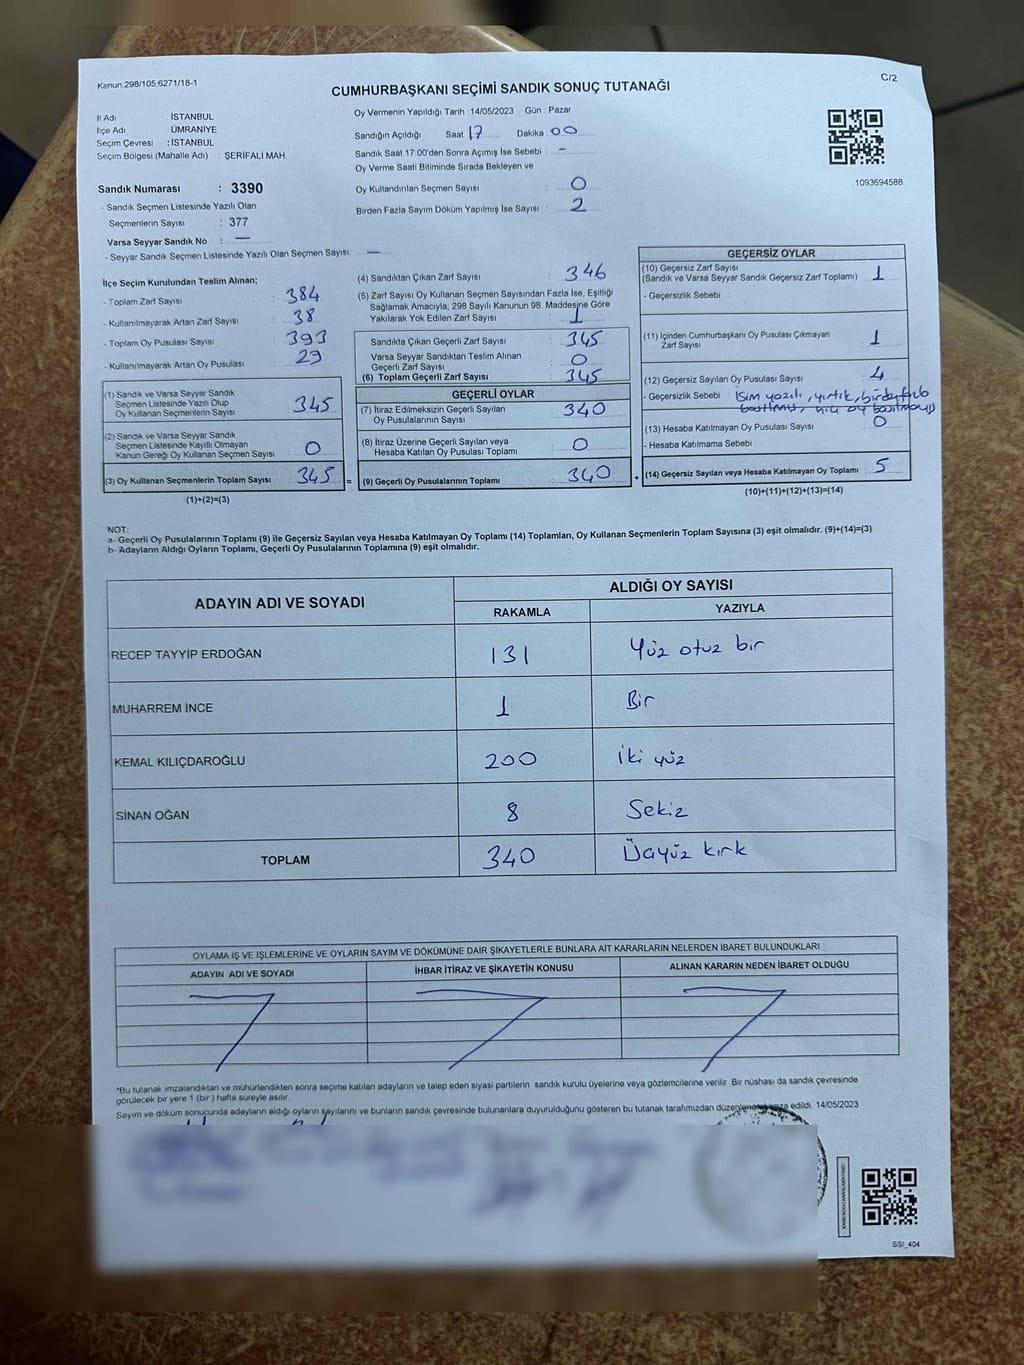 Kanun:298/105,6271/18-1
C/2
CUMHURBAŞKANI SEÇİMİ SANDIK SONUÇ TUTANAĞI
İl Adı İSTANBUL
İlçe Adı ÜMRANİYE
Seçim Çevresi : İSTANBUL
Seçim Bölgesi (Mahalle Adı) : ŞERİFALİ MAH
Sandık Numarası : 3390
- Sandık Seçmen Listesinde Yazılı Olan
Seçmenlerin Sayısı : 377
Varsa Seyyar Sandık No : —
- Seyyar Sandık Seçmen Listesinde Yazılı Olan Seçmen Sayısı : —
Oy Vermenin Yapıldığı Tarih : 14/05/2023 Gün : Pazar
Sandığın Açıldığı Saat 17 Dakika 00
Sandık Saat 17:00'den Sonra Açımış İse Sebebi : -
Oy Verme Saati Bitiminde Sırada Bekleyen ve
Oy Kullandırılan Seçmen Sayısı : 0
Birden Fazla Sayım Döküm Yapılmış İse Sayısı : 2
1093694588
İlçe Seçim Kurulundan Teslim Alınan;
- Toplam Zarf Sayısı : 384
- Kullanılmayarak Artan Zarf Sayısı : 38
- Toplam Oy Pusulası Sayısı : 393
- Kullanılmayarak Artan Oy Pusulası : 29
(1) Sandık ve Varsa Seyyar Sandık
Seçmen Listesinde Yazılı Olup
Oy Kullanan Seçmenlerin Sayısı : 345
(2) Sandık ve Varsa Seyyar Sandık
Seçmen Listesinde Kayıtlı Olmayan
Kanun Gereği Oy Kullanan Seçmen Sayısı : 0
(3) Oy Kullanan Seçmenlerin Toplam Sayısı : 345
(1)+(2)=(3)
=
(4) Sandıktan Çıkan Zarf Sayısı : 346
(5) Zarf Sayısı Oy Kullanan Seçmen Sayısından Fazla İse, Eşitliği
Sağlamak Amacıyla; 298 Sayılı Kanunun 98. Maddesine Göre
Yakılarak Yok Edilen Zarf Sayısı : 1
Sandıkta Çıkan Geçerli Zarf Sayısı : 345
Varsa Seyyar Sandıktan Teslim Alınan
Geçerli Zarf Sayısı : 0
(6) Toplam Geçerli Zarf Sayısı : 345
GEÇERLİ OYLAR
(7) İtiraz Edilmeksizin Geçerli Sayılan
Oy Pusulalarının Sayısı : 340
(8) İtiraz Üzerine Geçerli Sayılan veya
Hesaba Katılan Oy Pusulası Toplamı : 0
(9) Geçerli Oy Pusulalarının Toplamı : 340
+
GEÇERSİZ OYLAR
(10) Geçersiz Zarf Sayısı
(Sandık ve Varsa Seyyar Sandık Geçersiz Zarf Toplamı) : 1
- Geçersizlik Sebebi :
(11) İçinden Cumhurbaşkanı Oy Pusulası Çıkmayan
Zarf Sayısı : 1
(12) Geçersiz Sayılan Oy Pusulası Sayısı : 4
- Geçersizlik Sebebi : isim yazılı, yırtık, birden fazla
basılmış, hiç oy basılmayış
(13) Hesaba Katılmayan Oy Pusulası Sayısı : 0
- Hesaba Katılmama Sebebi :
(14) Geçersiz Sayılan veya Hesaba Katılmayan Oy Toplamı : 5
(10)+(11)+(12)+(13)=(14)
NOT:
a- Geçerli Oy Pusulalarının Toplamı (9) ile Geçersiz Sayılan veya Hesaba Katılmayan Oy Toplamı (14) Toplamları, Oy Kullanan Seçmenlerin Toplam Sayısına (3) eşit olmalıdır. (9)+(14)=(3)
b- Adayların Aldığı Oyların Toplamı, Geçerli Oy Pusulalarının Toplamına (9) eşit olmalıdır.
ADAYIN ADI VE SOYADI
ALDIĞI OY SAYISI
RAKAMLA YAZIYLA
RECEP TAYYİP ERDOĞAN 131 Yüz otuz bir
MUHARREM İNCE 1 Bir
KEMAL KILIÇDAROĞLU 200 İki yüz
SİNAN OĞAN 8 Sekiz
TOPLAM 340 Üçyüz kırk
OYLAMA İŞ VE İŞLEMLERİNE VE OYLARIN SAYIM VE DÖKÜMÜNE DAİR ŞİKAYETLERLE BUNLARA AİT KARARLARIN NELERDEN İBARET BULUNDUKLARI
ADAYIN ADI VE SOYADI İHBAR İTİRAZ VE ŞİKAYETİN KONUSU ALINAN KARARIN NEDEN İBARET OLDUĞU
*Bu tutanak imzalandıktan ve mühürlendikten sonra seçime katılan adayların ve talep eden siyasi partilerin sandık kurulu üyelerine veya gözlemcilerine verilir. Bir nüshası da sandık çevresinde
görülecek bir yere 1 (bir) hafta süreyle asılır.
Sayım ve döküm sonucunda adayların aldığı oyların sayılarını ve bunların sandık çevresinde bulunanlara duyurulduğunu gösteren bu tutanak tarafımızdan düzenlenerek imza edildi. 14/05/2023
SSI_404